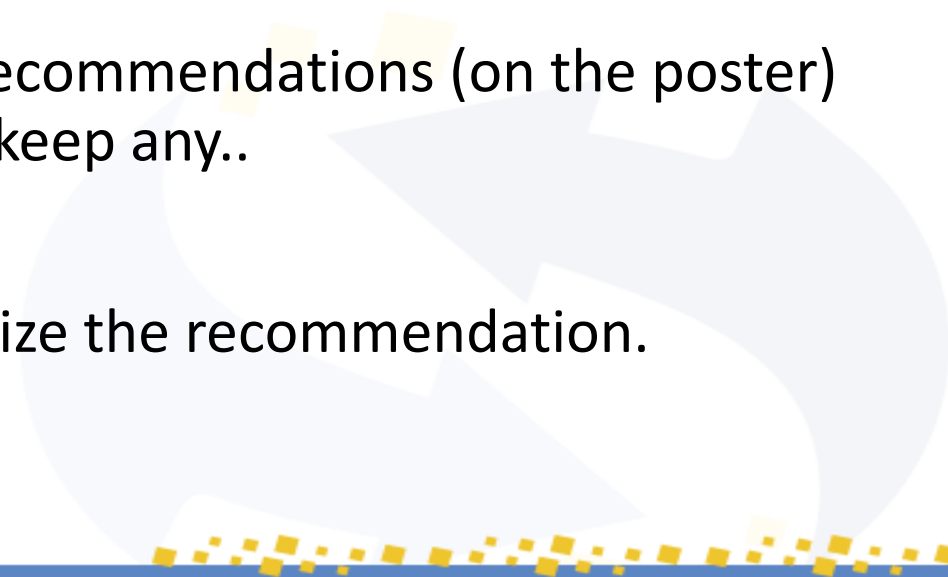 ecommendations (on the poster)
keep any..
ize the recommendation.